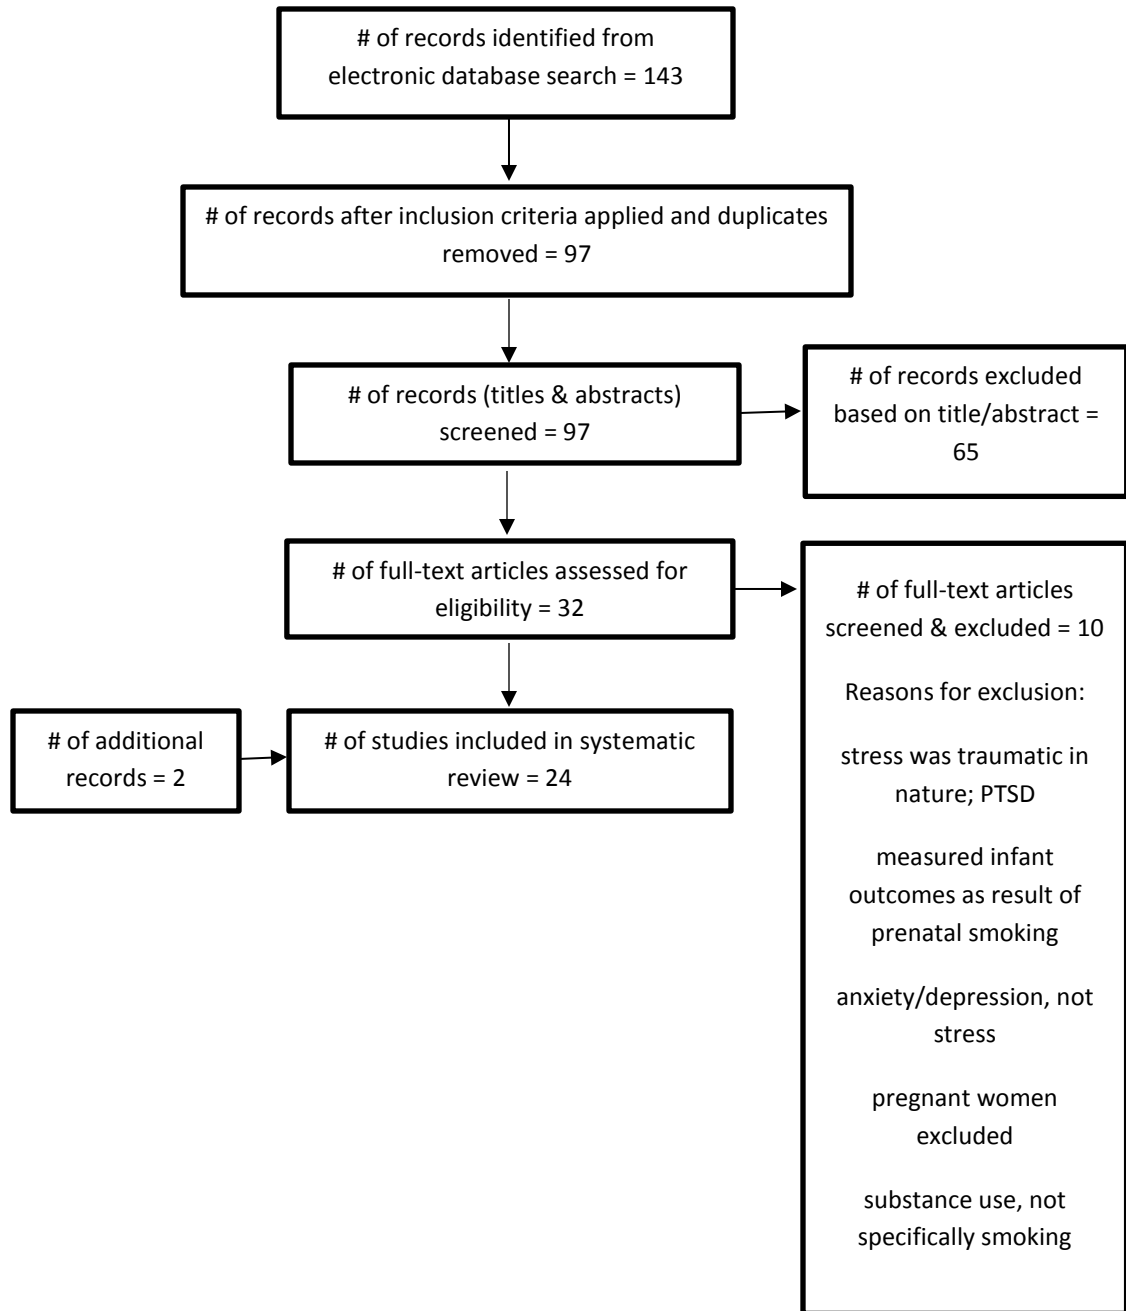 # of records identified from
electronic database search = 143
# of records after inclusion criteria applied and duplicates
removed = 97
# of records (titles & abstracts)
screened = 97
# of records excluded
based on title/abstract =
65
# of full-text articles assessed for
eligibility = 32
# of full-text articles
screened & excluded = 10
Reasons for exclusion:
stress was traumatic in
nature; PTSD
measured infant
outcomes as result of
prenatal smoking
anxiety/depression, not
stress
pregnant women
excluded
substance use, not
specifically smoking
# of additional
records = 2
# of studies included in systematic
review = 24